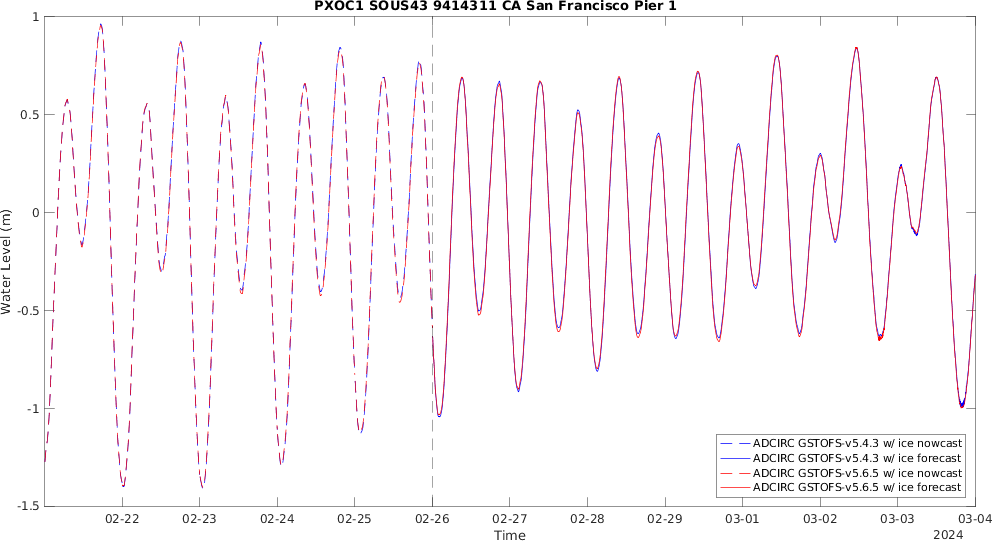 PXOC1 SOUS43 9414311 CA San Francisco Pier 1
1
0.5
0
-0.5
-1
-1.5
Water Level (m)
02-22 02-23 02-24 02-25 02-26 02-27 02-28 02-29 03-01 03-02 03-03 03-04
Time
2024
ADCIRC GSTOFS-v5.4.3 w/ ice nowcast
ADCIRC GSTOFS-v5.4.3 w/ ice forecast
ADCIRC GSTOFS-v5.6.5 w/ ice nowcast
ADCIRC GSTOFS-v5.6.5 w/ ice forecast